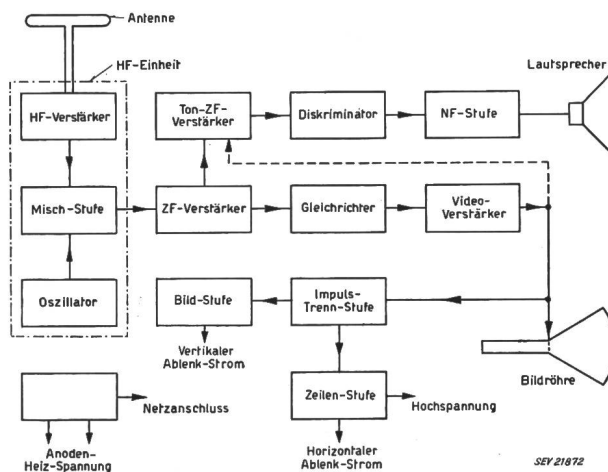 Antenne
HF-Einheit
Lautsprecher
HF-Verstärker
Ton-ZF-
Verstärker
Diskriminator
NF-Stufe
Misch-Stufe
ZF-Verstärker
Gleichrichter
Video-
Verstärker
Oszillator
Bild-Stufe
Impuls-
Trenn-Stufe
Vertikaler
Ablenk-Strom
Bildröhre
Netzanschluss
Zeilen-Stufe
Hochspannung
Anoden-
Heiz-Spannung
Horizontaler
Ablenk-Strom
SEV 21872